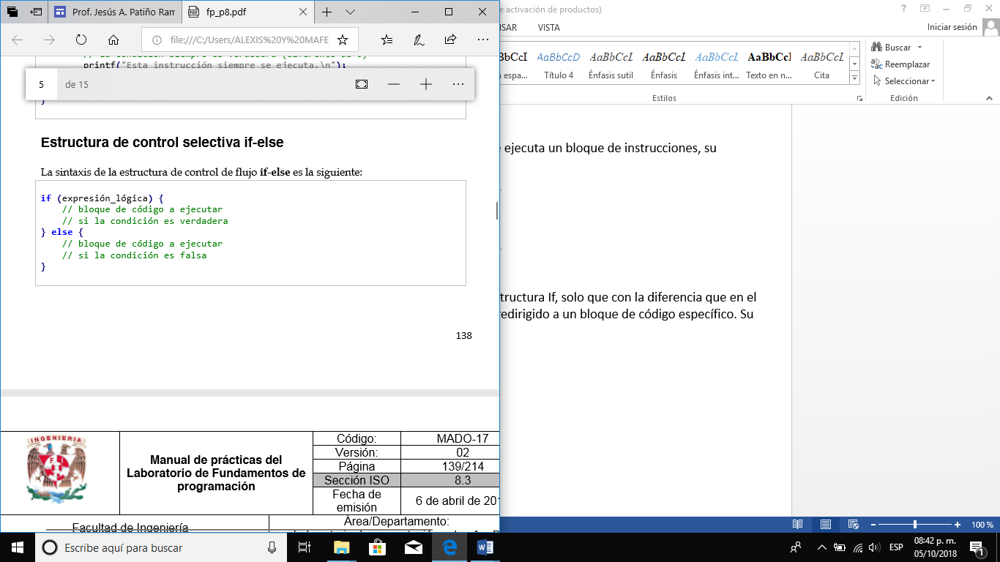 Prof. Jesús A. Patiño Ram
fp_p8.pdf
file:///C:/Users/ALEXIS%20Y%20MAFE
printf("Esta instrucción siempre se ejecuta.\n");
5 de 15
}
Estructura de control selectiva if-else
La sintaxis de la estructura de control de flujo if-else es la siguiente:
if (expresión_lógica) {
// bloque de código a ejecutar
// si la condición es verdadera
} else {
// bloque de código a ejecutar
// si la condición es falsa
}
138
INGENIERIA
Manual de prácticas del
Laboratorio de Fundamentos de
programación
Código: MADO-17
Versión: 02
Página 139/214
Sección ISO 8.3
Fecha de
emisión
6 de abril de 201
Facultad de Ingeniería
Área/Departamento:
e activación de productos)
SAR VISTA
Iniciar sesión
BbCcI AaBbCcD AaBbCcL AaBbCcL AaBbCcL AaBbCcI AaBbCcL
espa... Título 4 Énfasis sutil Énfasis Énfasis int... Texto en n... Cita
Estilos
Buscar
Reemplazar
Seleccionar
Edición
e ejecuta un bloque de instrucciones, su
tructura If, solo que con la diferencia que en el
redirigido a un bloque de código específico. Su
100 %
Escribe aquí para buscar
ESP
08:42 p. m.
05/10/2018
1